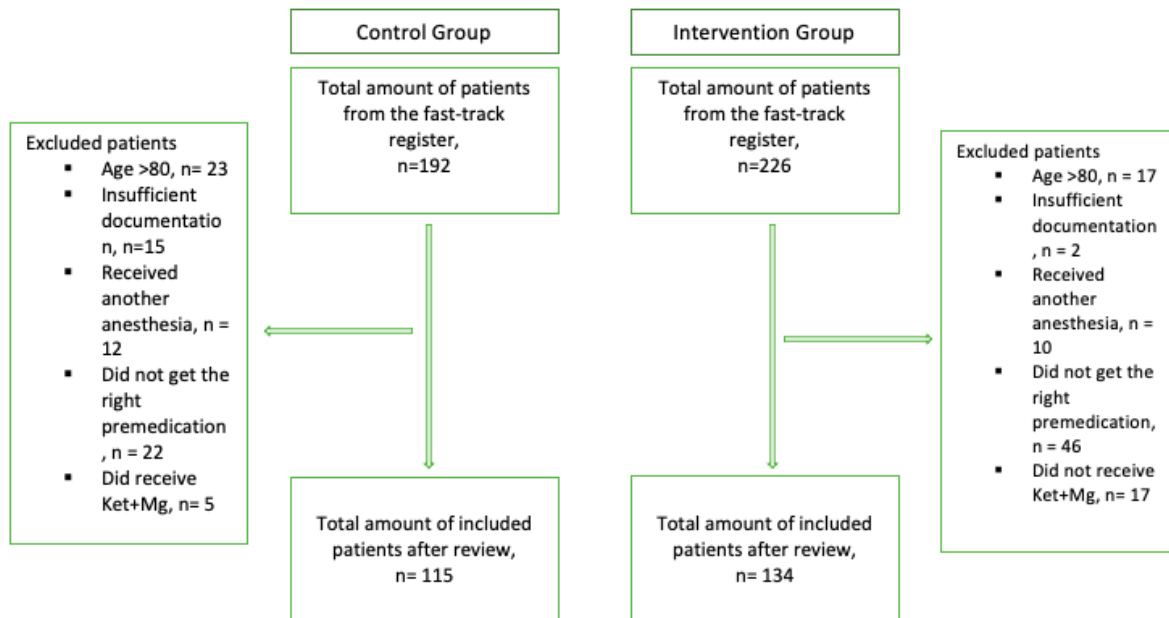 Control Group
Total amount of patients
from the fast-track
register,
n=192
Excluded patients
▪ Age >80, n= 23
▪ Insufficient
documentatio
n, n=15
▪ Received
another
anesthesia, n =
12
▪ Did not get the
right
premedication
, n = 22
▪ Did receive
Ket+Mg, n= 5
Total amount of included
patients after review,
n= 115
Intervention Group
Total amount of patients
from the fast-track
register,
n=226
Excluded patients
▪ Age >80, n = 17
▪ Insufficient
documentation
, n = 2
▪ Received
another
anesthesia, n =
10
▪ Did not get the
right
premedication,
n = 46
▪ Did not receive
Ket+Mg, n= 17
Total amount of included
patients after review,
n= 134